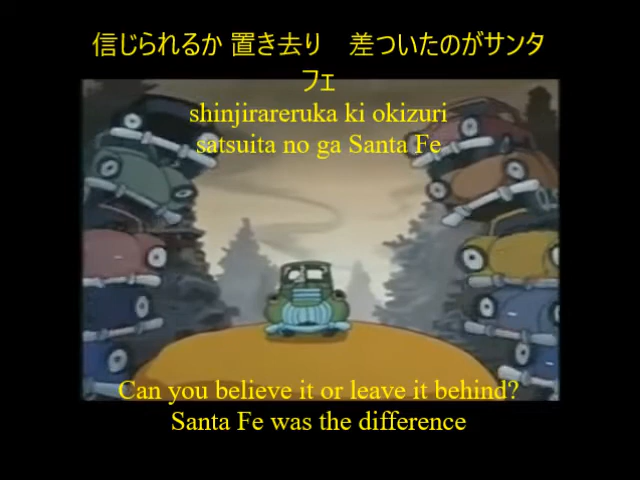 信じられるか 置き去り　差ついたのがサンタ
フェ
shinjirareruka ki okizuri
satsuita no ga Santa Fe
Can you believe it or leave it behind?
Santa Fe was the difference